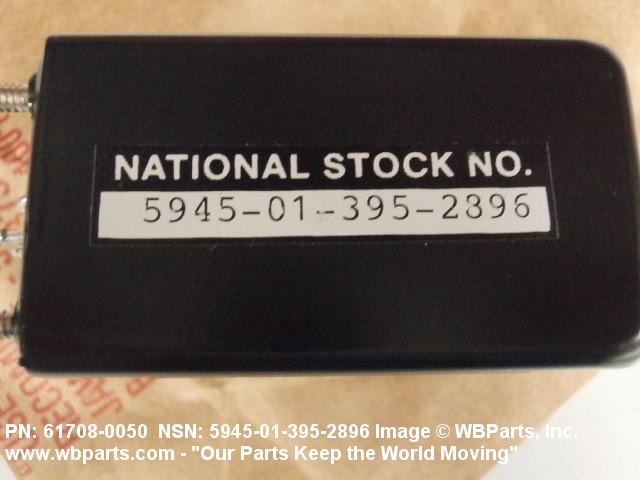 NATIONAL STOCK NO.
5945-01-395-2896
PN: 61708-0050 NSN: 5945-01-395-2896 Image © WBParts, Inc.
www.wbparts.com - "Our Parts Keep the World Moving"